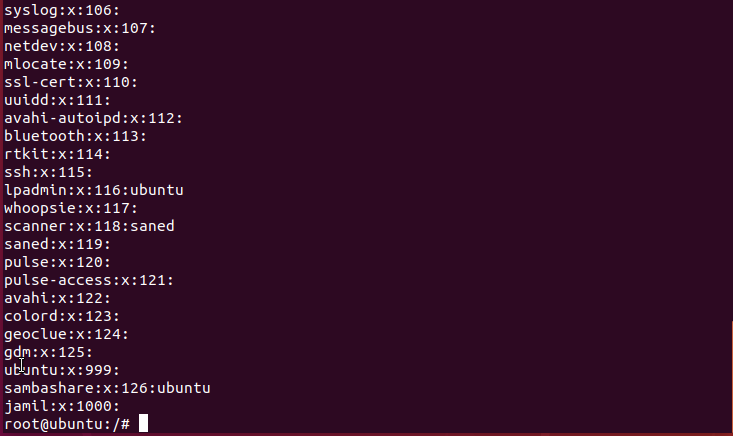 syslog:x:106:
messagebus:x:107:
netdev:x:108:
mlocate:x:109:
ssl-cert:x:110:
uuidd:x:111:
avahi-autoipd:x:112:
bluetooth:x:113:
rtkit:x:114:
ssh:x:115:
lpadmin:x:116:ubuntu
whoopsie:x:117:
scanner:x:118:saned
saned:x:119:
pulse:x:120:
pulse-access:x:121:
avahi:x:122:
colord:x:123:
geoclue:x:124:
gdm:x:125:
ubuntu:x:999:
sambashare:x:126:ubuntu
jamil:x:1000:
root@ubuntu:/#